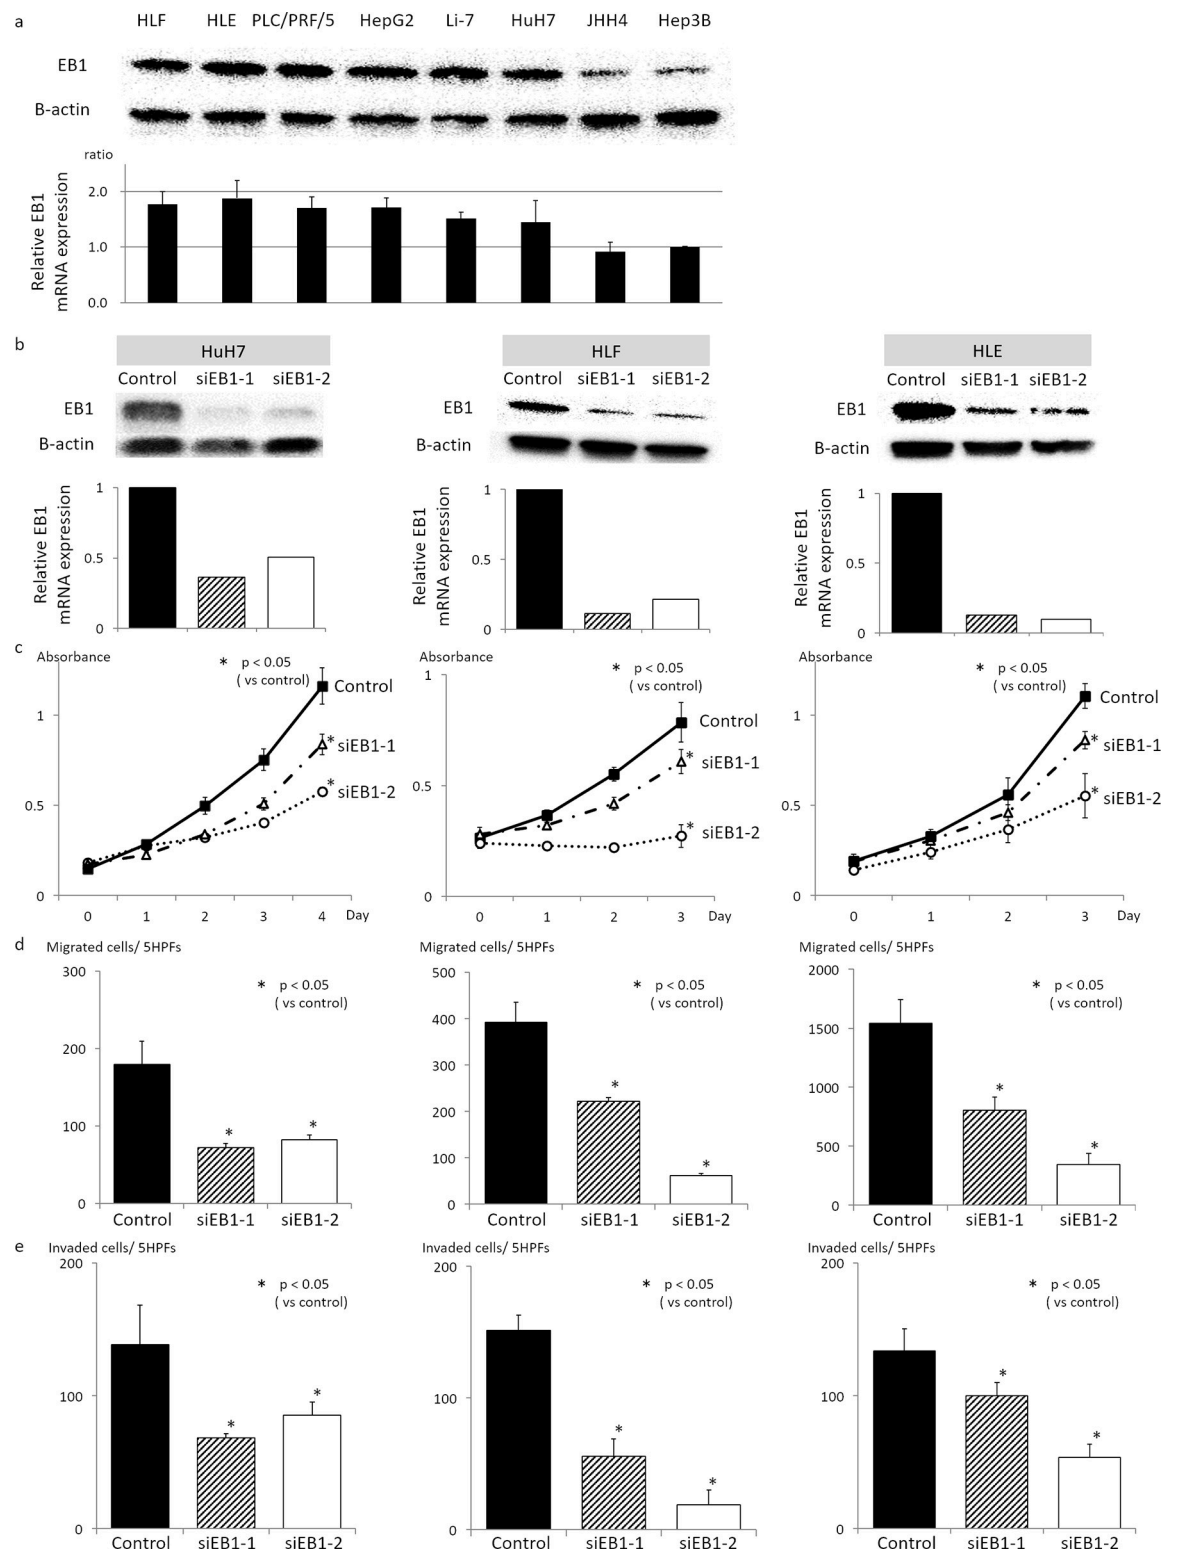 a
HLF HLE PLC/PRF/5 HepG2 Li-7 HuH7 JHH4 Hep3B
EB1
B-actin
ratio
Relative EB1
mRNA expression
2.0
1.0
0.0
b
HuH7
Control siEB1-1 siEB1-2
EB1
B-actin
Relative EB1
mRNA expression
1
0.5
0
HLF
Control siEB1-1 siEB1-2
EB1
B-actin
Relative EB1
mRNA expression
1
0.5
0
HLE
Control siEB1-1 siEB1-2
EB1
B-actin
Relative EB1
mRNA expression
1
0.5
0
c
Absorbance
* p < 0.05
( vs control)
Control
* siEB1-1
* siEB1-2
1
0.5
0
0 1 2 3 4 Day
Absorbance
* p < 0.05
( vs control)
Control
* siEB1-1
* siEB1-2
1
0.5
0
0 1 2 3 Day
Absorbance
* p < 0.05
( vs control)
Control
* siEB1-1
* siEB1-2
1
0.5
0
0 1 2 3 Day
d
Migrated cells/ 5HPFs
* p < 0.05
( vs control)
300
200
100
0
* *
Control siEB1-1 siEB1-2
Migrated cells/ 5HPFs
* p < 0.05
( vs control)
500
400
300
200
100
0
* *
Control siEB1-1 siEB1-2
Migrated cells/ 5HPFs
* p < 0.05
( vs control)
2000
1500
1000
500
0
* *
Control siEB1-1 siEB1-2
e
Invaded cells/ 5HPFs
* p < 0.05
( vs control)
200
100
0
* *
Control siEB1-1 siEB1-2
Invaded cells/ 5HPFs
* p < 0.05
( vs control)
200
100
0
* *
Control siEB1-1 siEB1-2
Invaded cells/ 5HPFs
* p < 0.05
( vs control)
200
100
0
* *
Control siEB1-1 siEB1-2